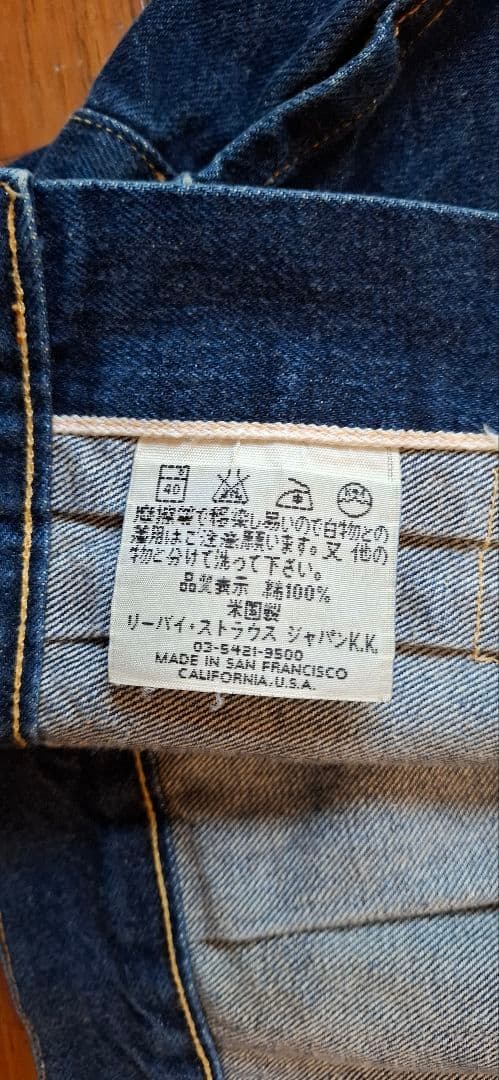 40
摩擦等で移染し易いので白物との
着用はご注意願います。又 他の
物と分けて洗って下さい。
品質表示 綿100%
米国製
リーバイ・ストラウス ジャパンK.K.
03-5421-9500
MADE IN SAN FRANCISCO
CALIFORNIA, U.S.A.